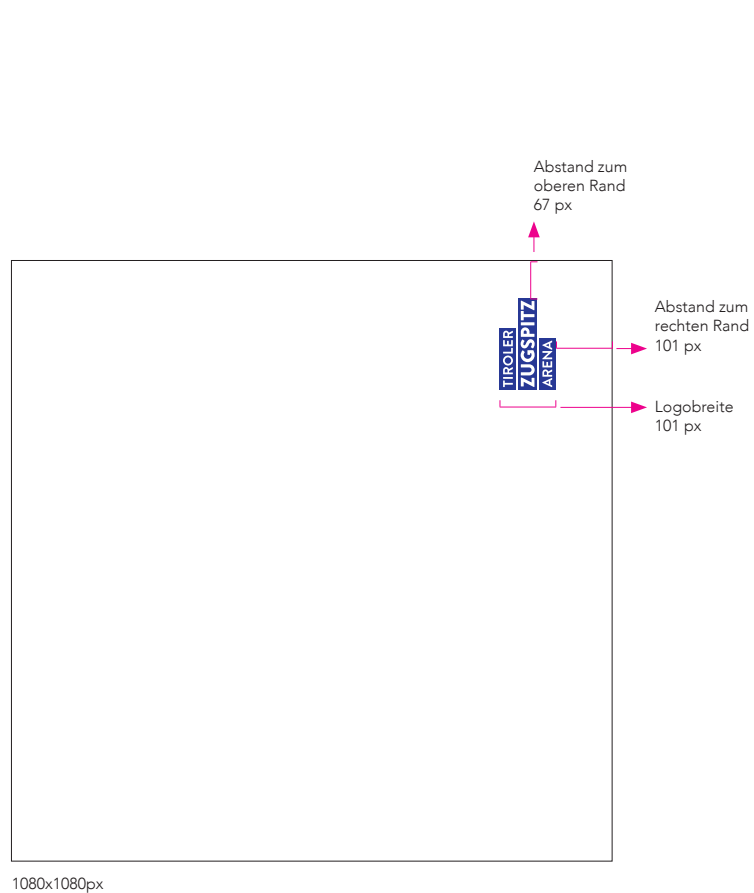 Abstand zum
oberen Rand
67 px
TIROLER
ZUGSPITZ
ARENA
Abstand zum
rechten Rand
101 px
Logobreite
101 px
1080x1080px